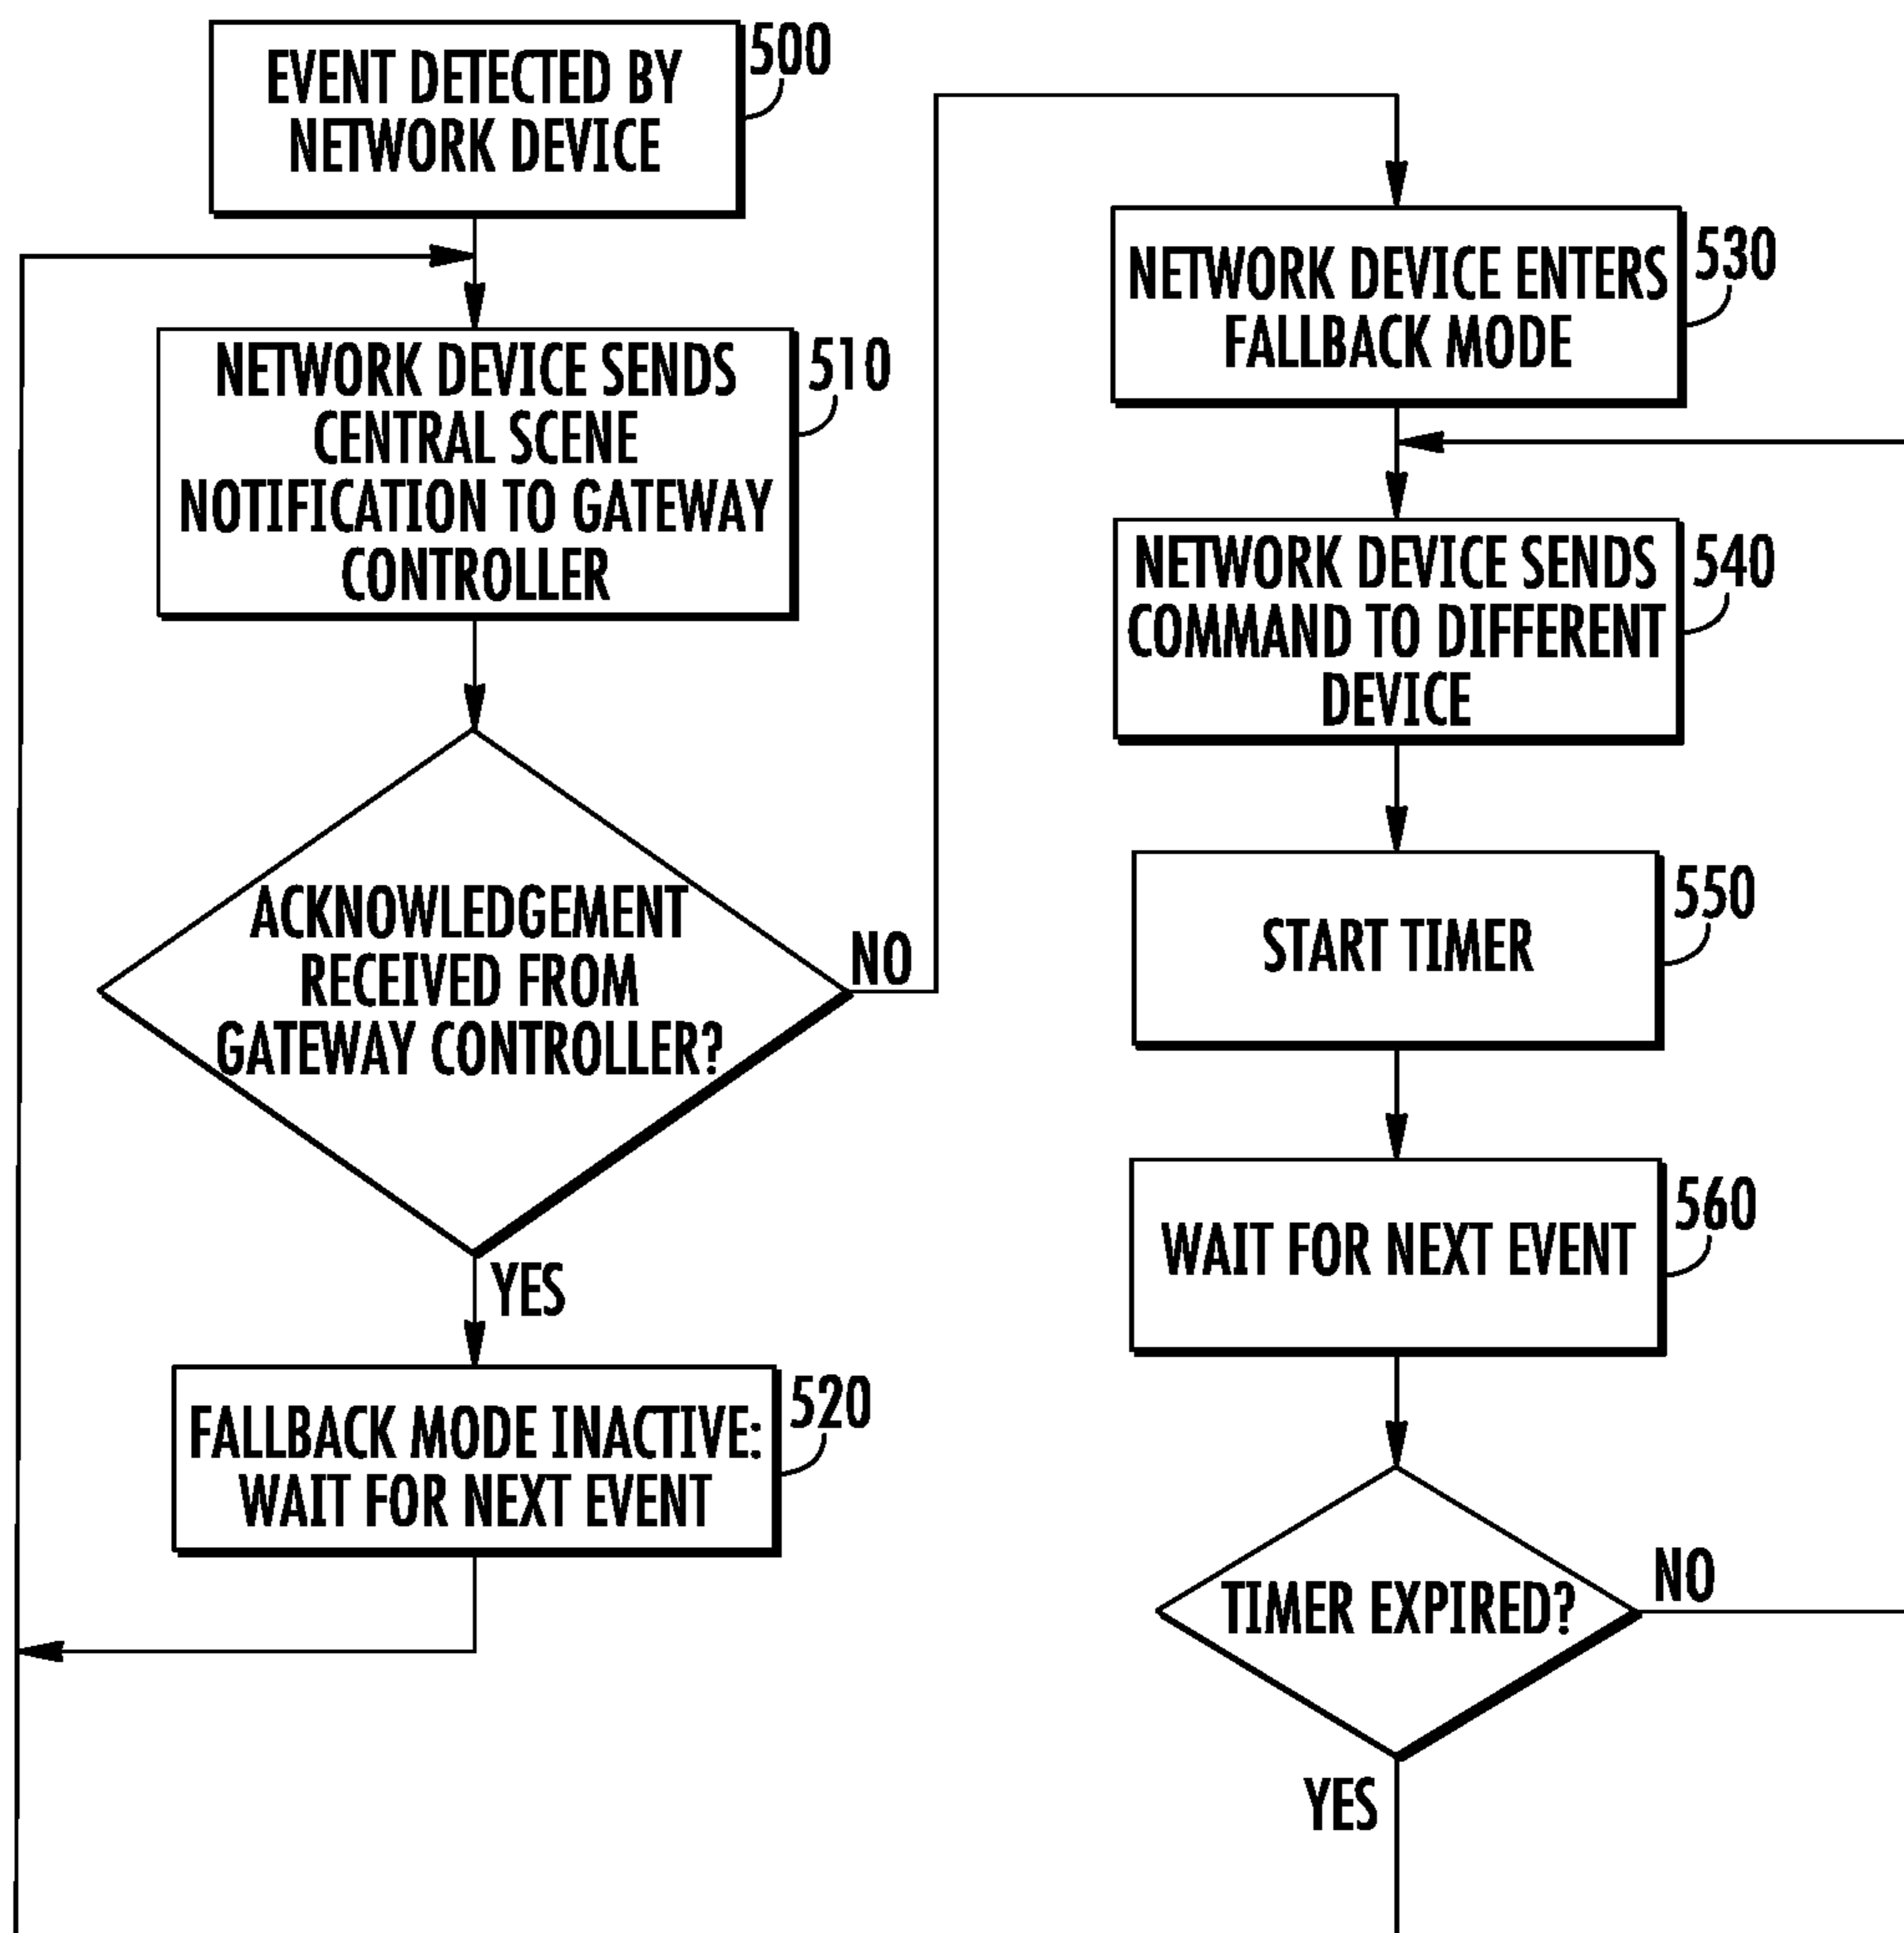 EVENT DETECTED BY
NETWORK DEVICE
500
NETWORK DEVICE SENDS
CENTRAL SCENE
NOTIFICATION TO GATEWAY
CONTROLLER
510
ACKNOWLEDGEMENT
RECEIVED FROM
GATEWAY CONTROLLER?
NO
YES
FALLBACK MODE INACTIVE:
WAIT FOR NEXT EVENT
520
NETWORK DEVICE ENTERS
FALLBACK MODE
530
NETWORK DEVICE SENDS
COMMAND TO DIFFERENT
DEVICE
540
START TIMER
550
WAIT FOR NEXT EVENT
560
TIMER EXPIRED?
NO
YES